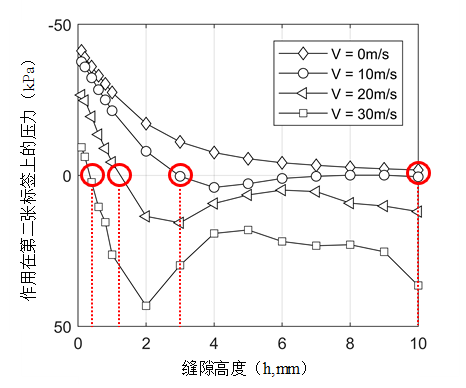 作用在第二张标签上的压力（kPa）
-50
0
50
V = 0m/s
V = 10m/s
V = 20m/s
V = 30m/s
0 2 4 6 8 10
缝隙高度（h,mm）